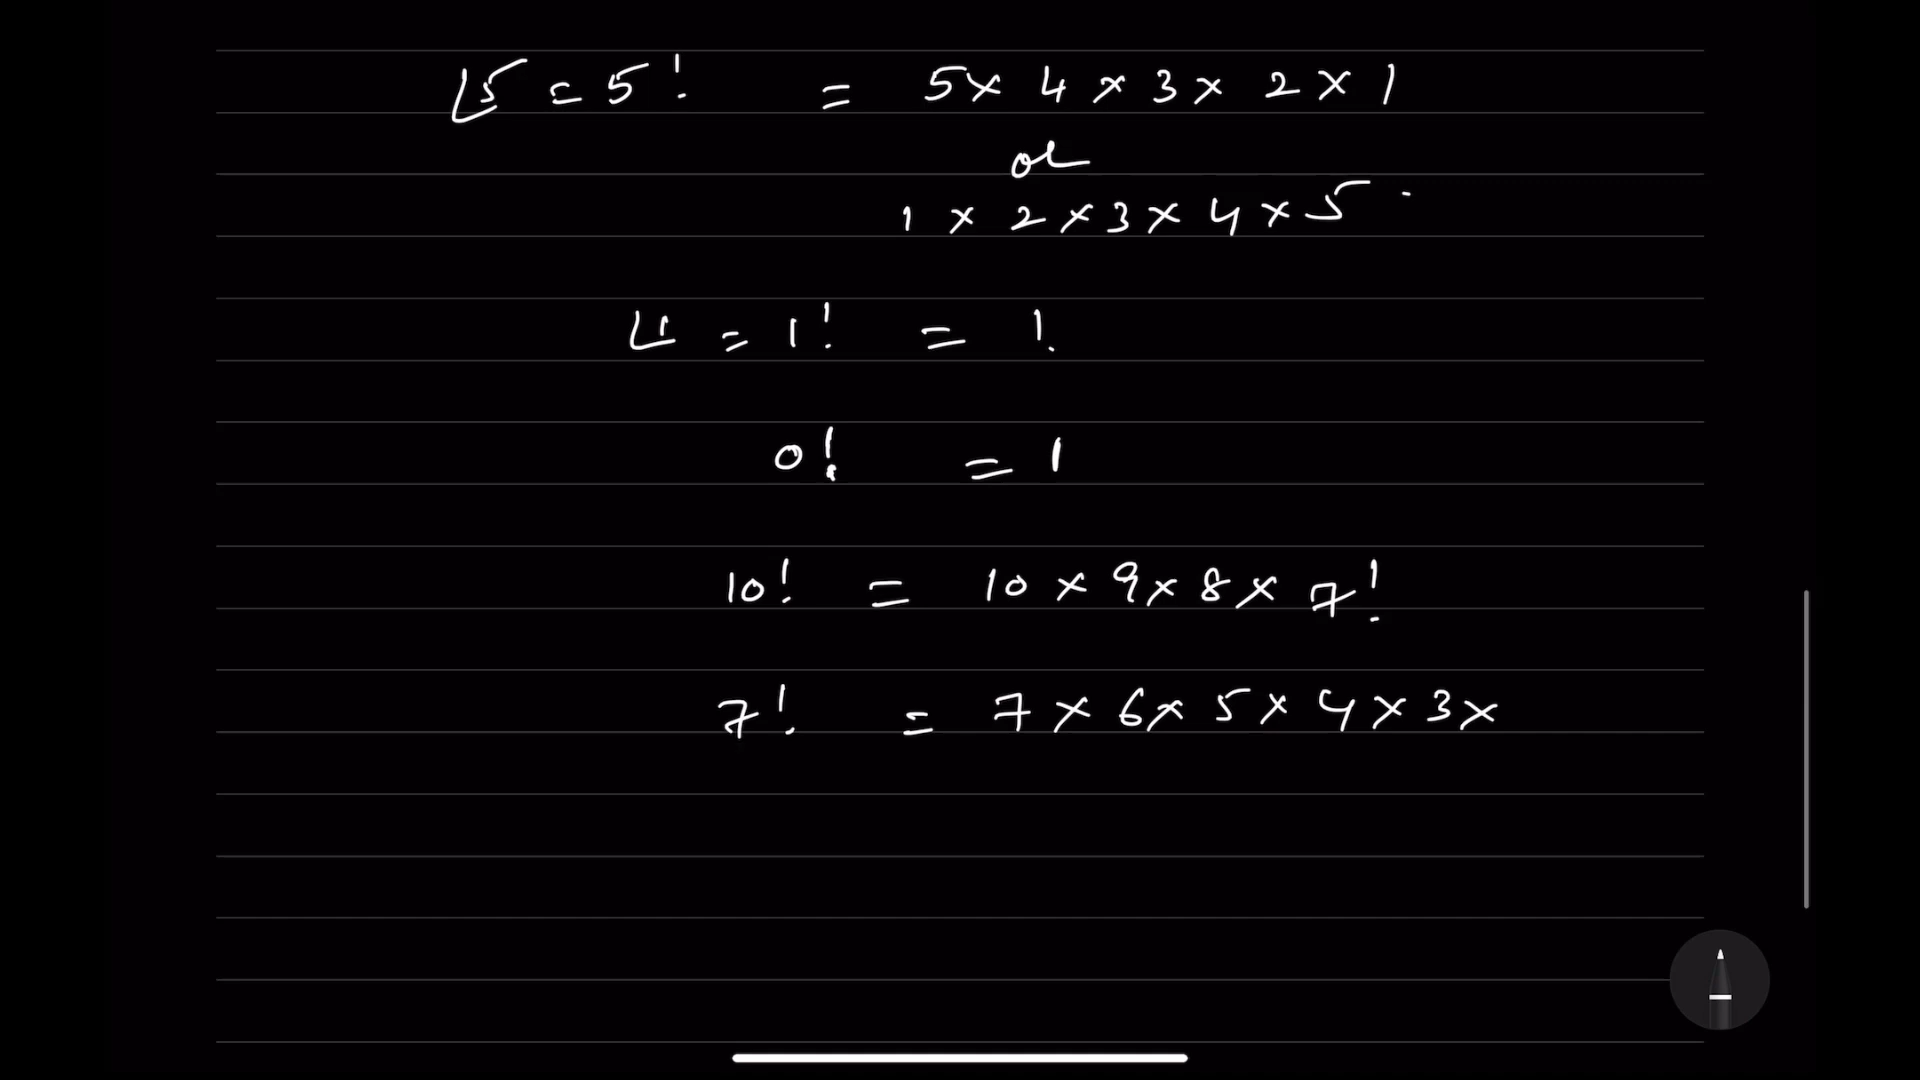 ⌊5 = 5! = 5 × 4 × 3 × 2 × 1
or
1 × 2 × 3 × 4 × 5 .
⌊1 = 1! = 1.
0! = 1
10! = 10 × 9 × 8 × 7!
7! = 7 × 6 × 5 × 4 × 3 ×